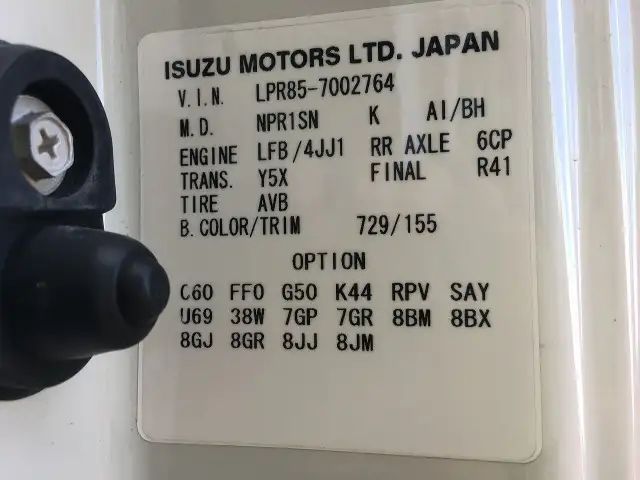 ISUZU MOTORS LTD. JAPAN
V.I.N. LPR85-7002764
M.D. NPR1SN K AI/BH
ENGINE LFB/4JJ1 RR AXLE 6CP
TRANS. Y5X FINAL R41
TIRE AVB
B.COLOR/TRIM 729/155
OPTION
C60 FF0 G50 K44 RPV SAY
U69 38W 7GP 7GR 8BM 8BX
8GJ 8GR 8JJ 8JM